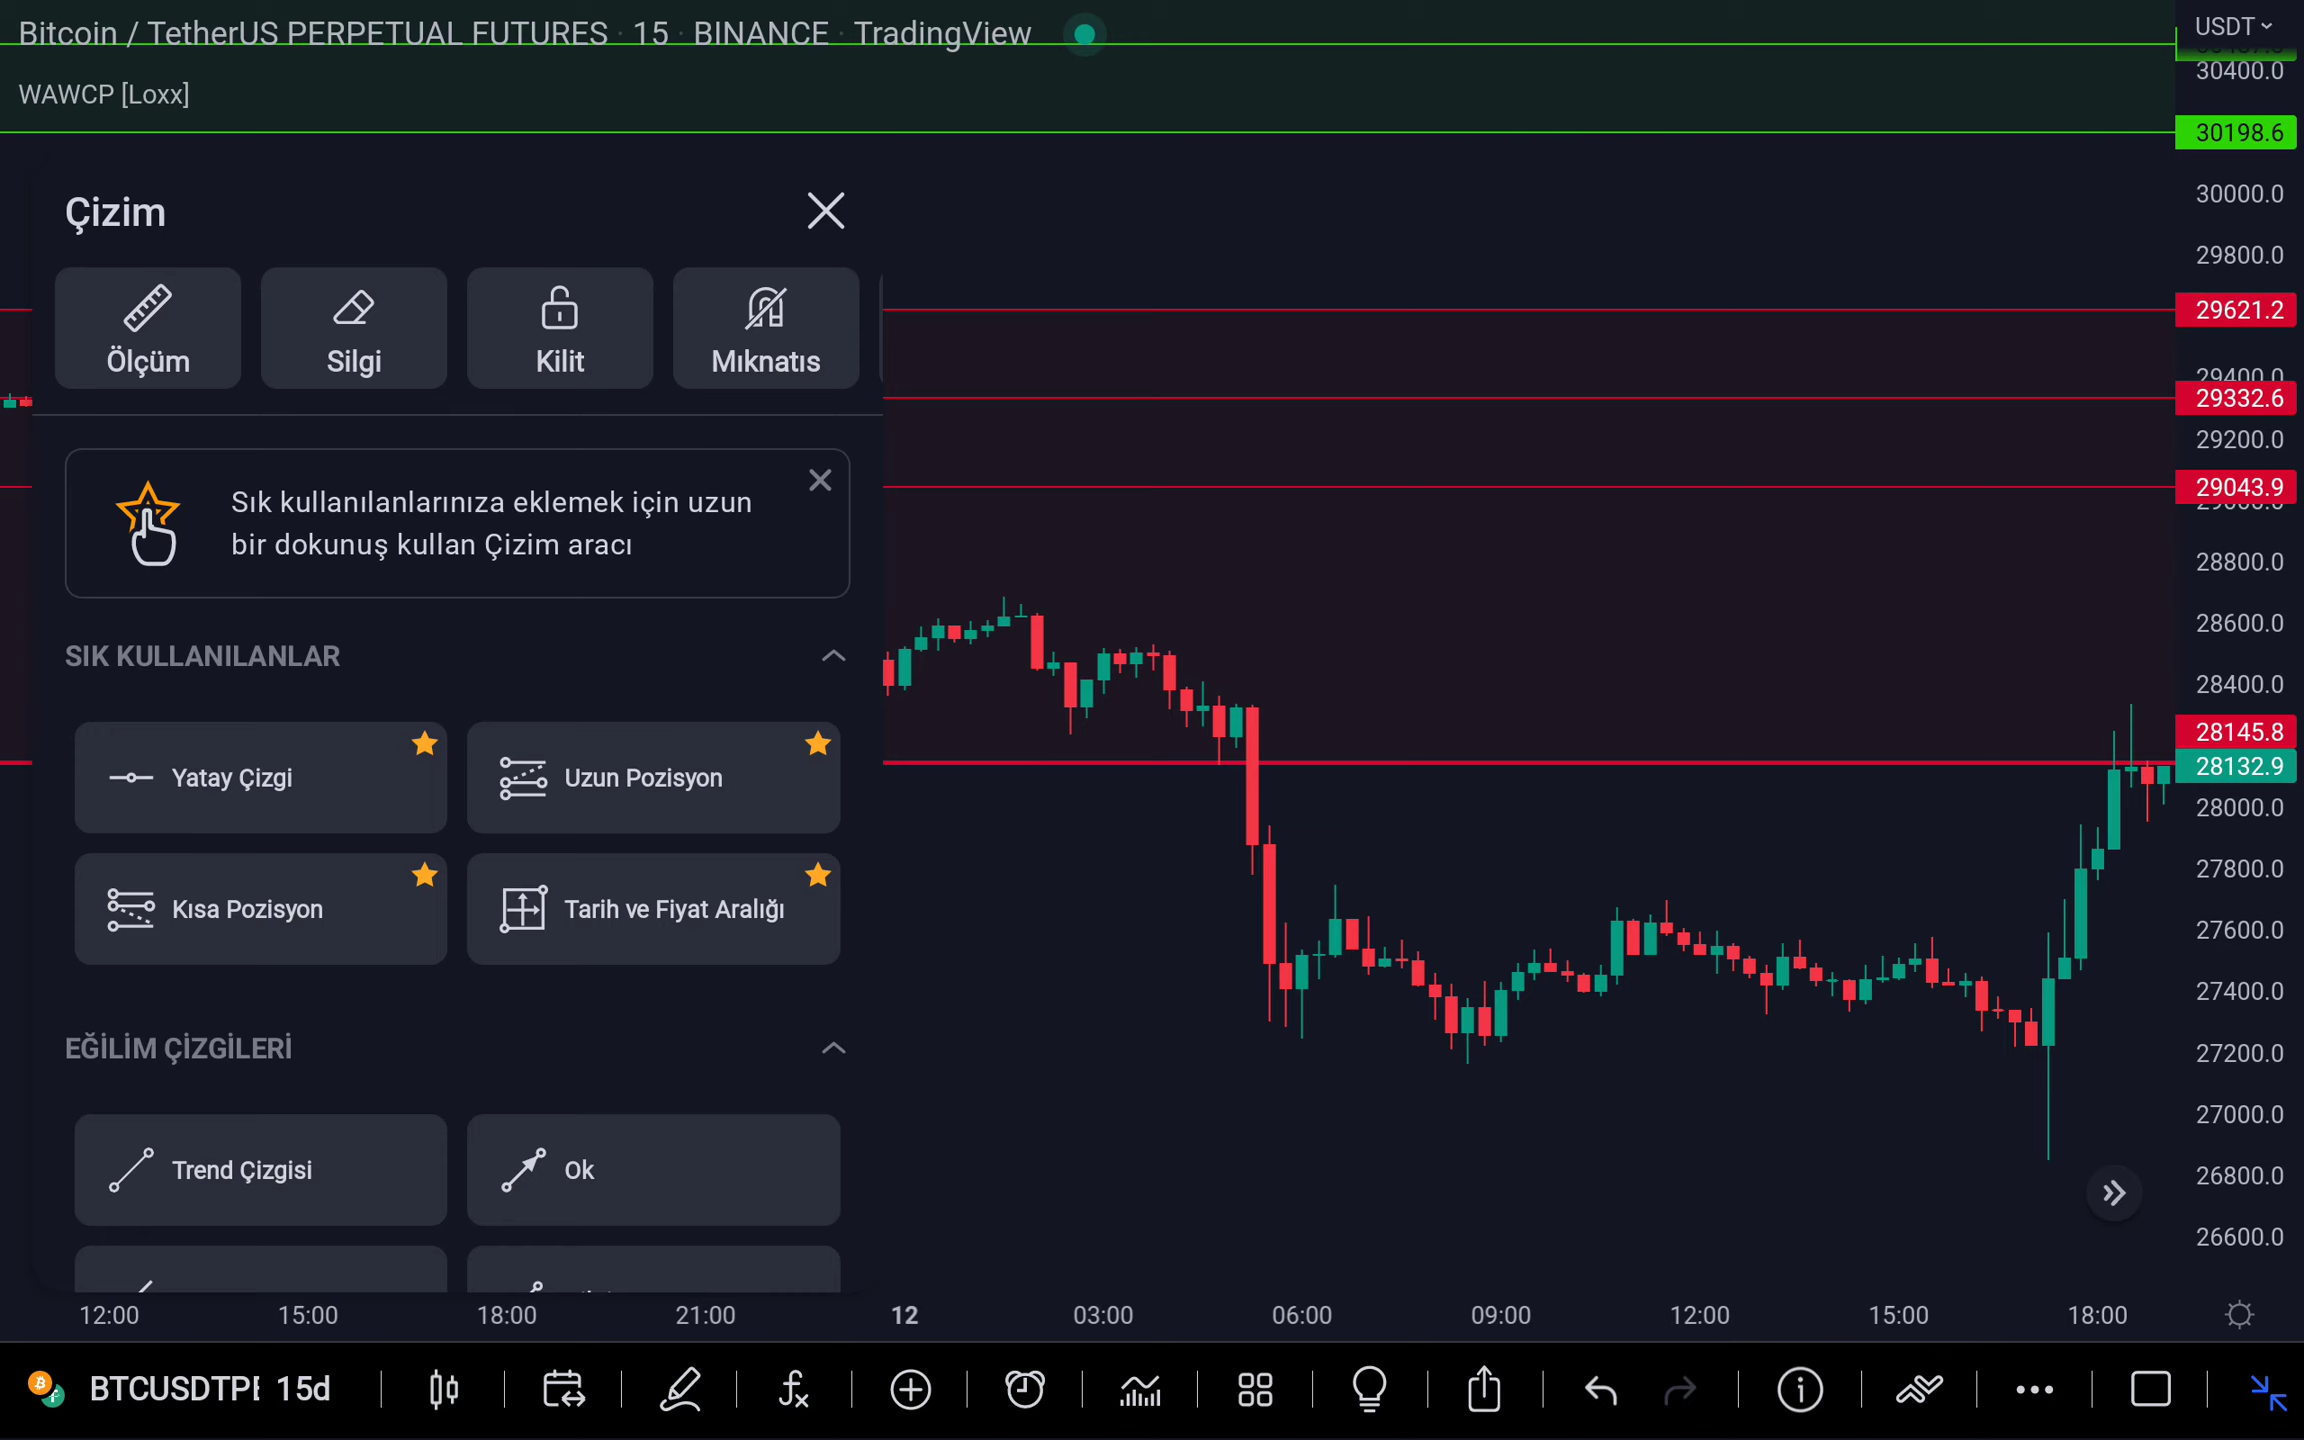 Bitcoin / TetherUS PERPETUAL FUTURES · 15 · BINANCE · TradingView
USDT
WAWCP [Loxx]
30400.0
30198.6
30000.0
29800.0
29621.2
29400.0
29332.6
29200.0
29043.9
28800.0
28600.0
28400.0
28145.8
28132.9
28000.0
27800.0
27600.0
27400.0
27200.0
27000.0
26800.0
26600.0
Çizim
Ölçüm Silgi Kilit Mıknatıs
Sık kullanılanlarınıza eklemek için uzun
bir dokunuş kullan Çizim aracı
SIK KULLANILANLAR
Yatay Çizgi Uzun Pozisyon
Kısa Pozisyon Tarih ve Fiyat Aralığı
EĞİLİM ÇİZGİLERİ
Trend Çizgisi Ok
12:00 15:00 18:00 21:00 12 03:00 06:00 09:00 12:00 15:00 18:00
BTCUSDTP 15d